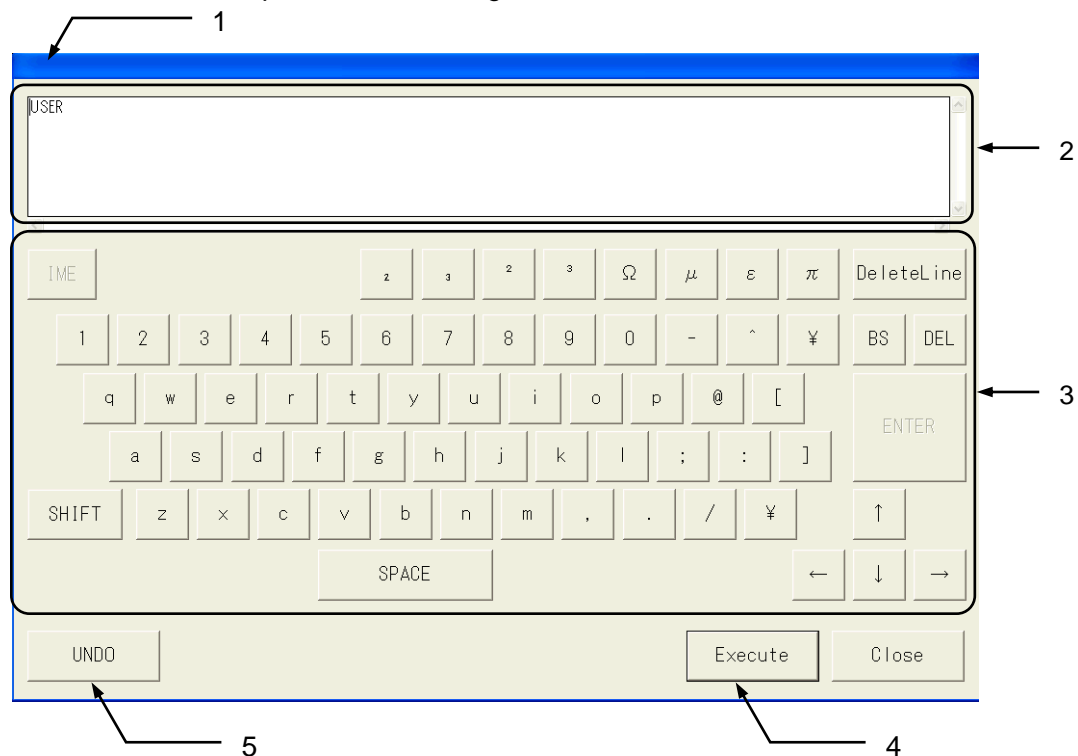 1
USER
2
IME ₂ ₃ ² ³ Ω μ ε π DeleteLine
1 2 3 4 5 6 7 8 9 0 - ^ ¥ BS DEL
q w e r t y u i o p @ [
3
ENTER
a s d f g h j k l ; : ]
SHIFT z x c v b n m , . / ¥ ↑
SPACE ← ↓ →
UNDO Execute Close
5 4